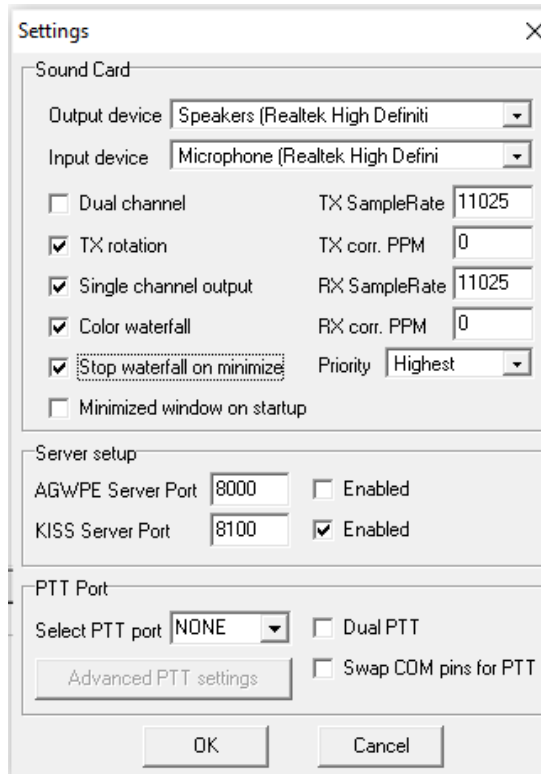 Settings
Sound Card
Output device Speakers (Realtek High Definiti
Input device Microphone (Realtek High Defini
Dual channel TX SampleRate 11025
TX rotation TX corr. PPM 0
Single channel output RX SampleRate 11025
Color waterfall RX corr. PPM 0
Stop waterfall on minimize Priority Highest
Minimized window on startup
Server setup
AGWPE Server Port 8000 Enabled
KISS Server Port 8100 Enabled
PTT Port
Select PTT port NONE Dual PTT
Advanced PTT settings Swap COM pins for PTT
OK Cancel